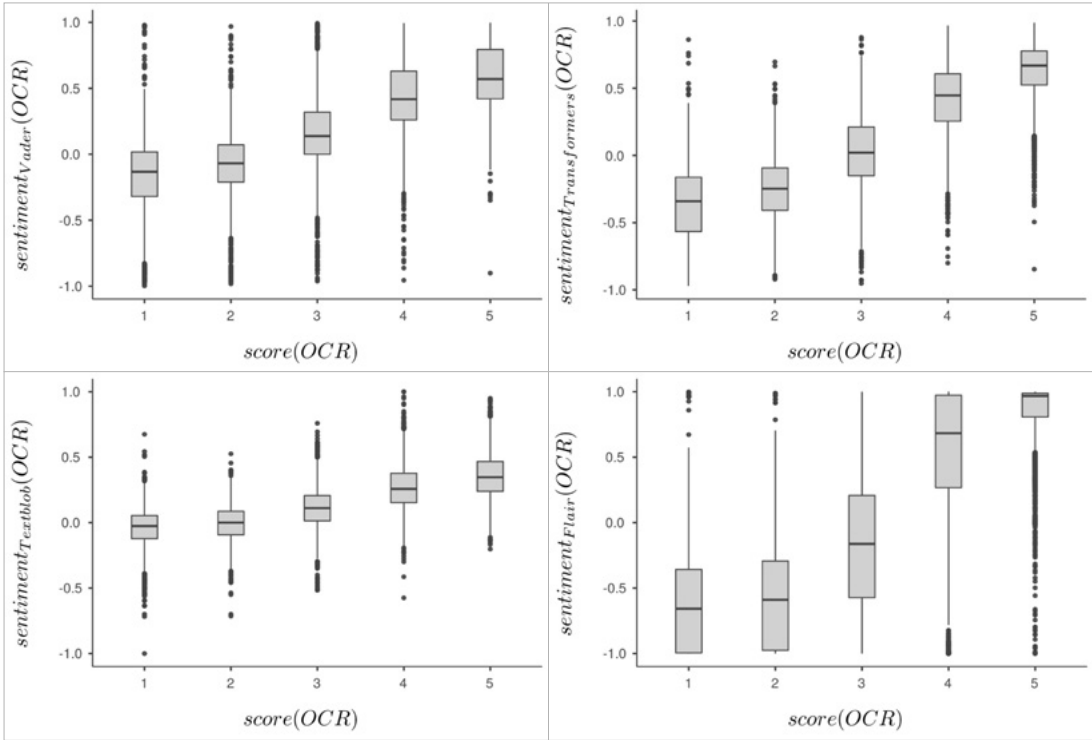 sentiment_Vader(OCR)
1.0
0.5
0.0
-0.5
-1.0
1 2 3 4 5
score(OCR)
sentiment_Transformers(OCR)
1.0
0.5
0.0
-0.5
-1.0
1 2 3 4 5
score(OCR)
sentiment_Textblob(OCR)
1.0
0.5
0.0
-0.5
-1.0
1 2 3 4 5
score(OCR)
sentiment_Flair(OCR)
1.0
0.5
0.0
-0.5
-1.0
1 2 3 4 5
score(OCR)